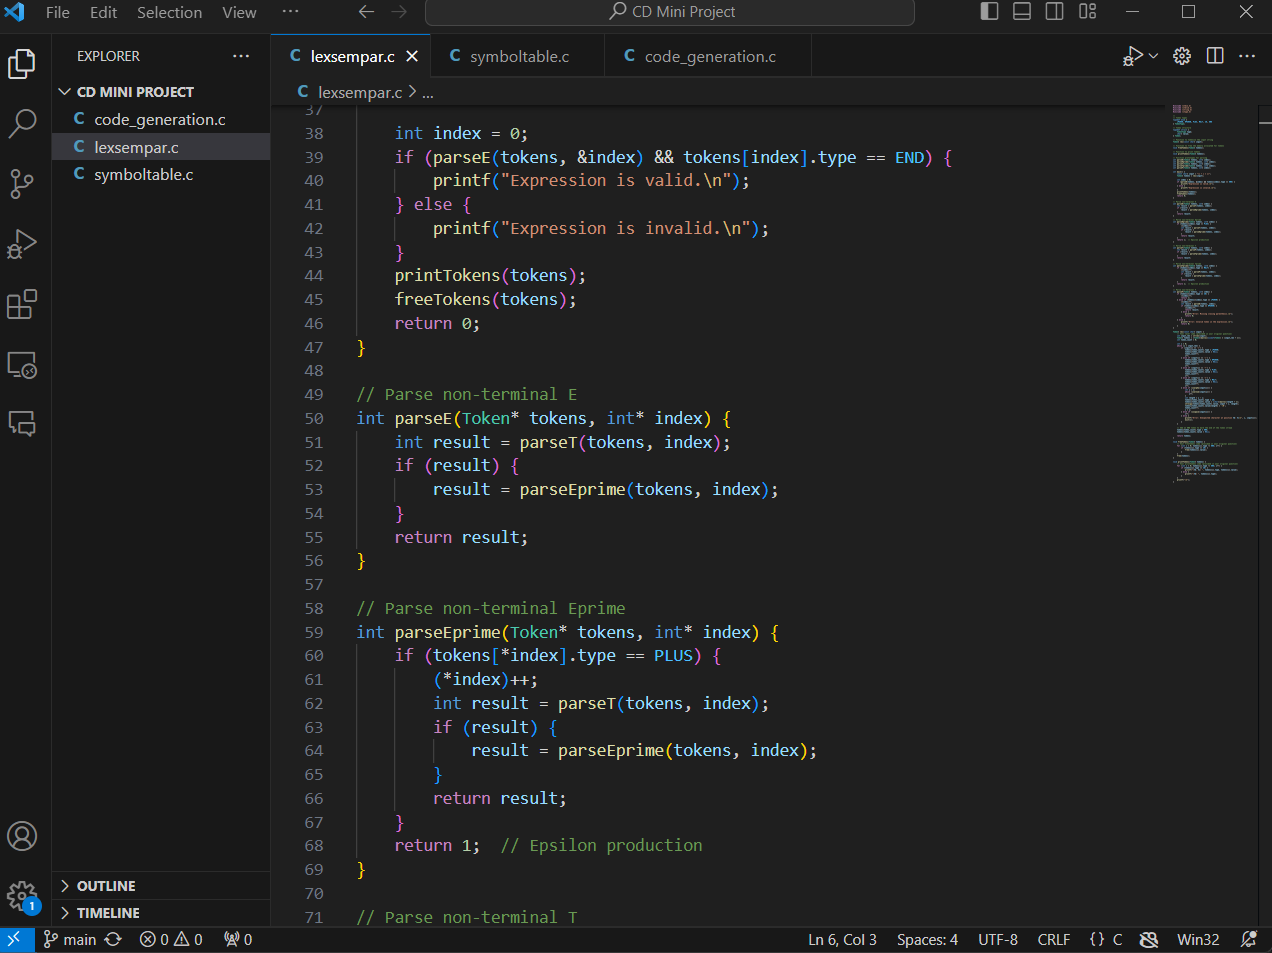 File Edit Selection View ··· CD Mini Project
EXPLORER ···
CD MINI PROJECT
C code_generation.c
C lexsempar.c
C symboltable.c
OUTLINE
TIMELINE
1
C lexsempar.c C symboltable.c C code_generation.c
C lexsempar.c > ...
37
38 int index = 0;
39 if (parseE(tokens, &index) && tokens[index].type == END) {
40 printf("Expression is valid.\n");
41 } else {
42 printf("Expression is invalid.\n");
43 }
44 printTokens(tokens);
45 freeTokens(tokens);
46 return 0;
47 }
48
49 // Parse non-terminal E
50 int parseE(Token* tokens, int* index) {
51 int result = parseT(tokens, index);
52 if (result) {
53 result = parseEprime(tokens, index);
54 }
55 return result;
56 }
57
58 // Parse non-terminal Eprime
59 int parseEprime(Token* tokens, int* index) {
60 if (tokens[*index].type == PLUS) {
61 (*index)++;
62 int result = parseT(tokens, index);
63 if (result) {
64 result = parseEprime(tokens, index);
65 }
66 return result;
67 }
68 return 1; // Epsilon production
69 }
70
71 // Parse non-terminal T
main 0 0 0 Ln 6, Col 3 Spaces: 4 UTF-8 CRLF {} C Win32